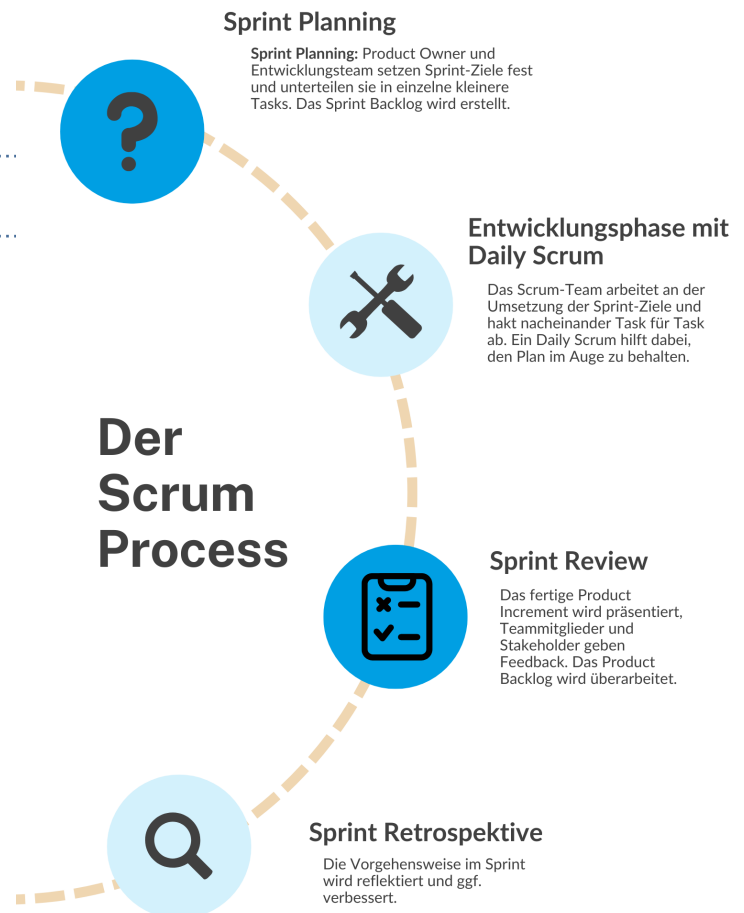 Sprint Planning
Sprint Planning: Product Owner und
Entwicklungsteam setzen Sprint-Ziele fest
und unterteilen sie in einzelne kleinere
Tasks. Das Sprint Backlog wird erstellt.
Entwicklungsphase mit
Daily Scrum
Das Scrum-Team arbeitet an der
Umsetzung der Sprint-Ziele und
hakt nacheinander Task für Task
ab. Ein Daily Scrum hilft dabei,
den Plan im Auge zu behalten.
Der
Scrum
Process
Sprint Review
Das fertige Product
Increment wird präsentiert,
Teammitglieder und
Stakeholder geben
Feedback. Das Product
Backlog wird überarbeitet.
Sprint Retrospektive
Die Vorgehensweise im Sprint
wird reflektiert und ggf.
verbessert.